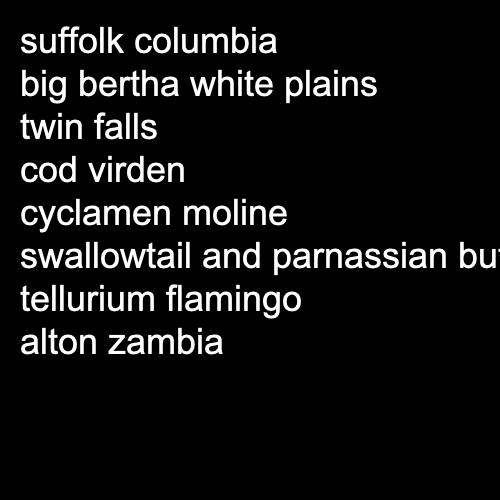 suffolk columbia
big bertha white plains
twin falls
cod virden
cyclamen moline
swallowtail and parnassian
tellurium flamingo
alton zambia